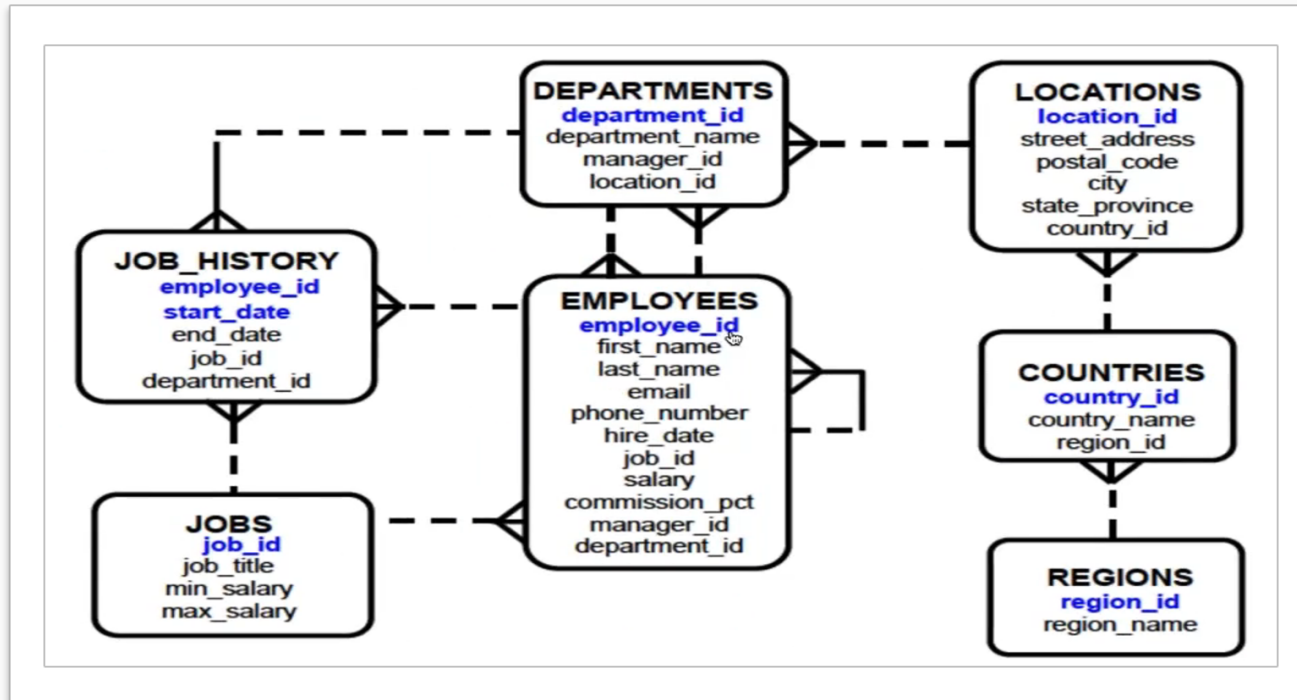 DEPARTMENTS
department_id
department_name
manager_id
location_id
LOCATIONS
location_id
street_address
postal_code
city
state_province
country_id
JOB_HISTORY
employee_id
start_date
end_date
job_id
department_id
EMPLOYEES
employee_id
first_name
last_name
email
phone_number
hire_date
job_id
salary
commission_pct
manager_id
department_id
COUNTRIES
country_id
country_name
region_id
JOBS
job_id
job_title
min_salary
max_salary
REGIONS
region_id
region_name